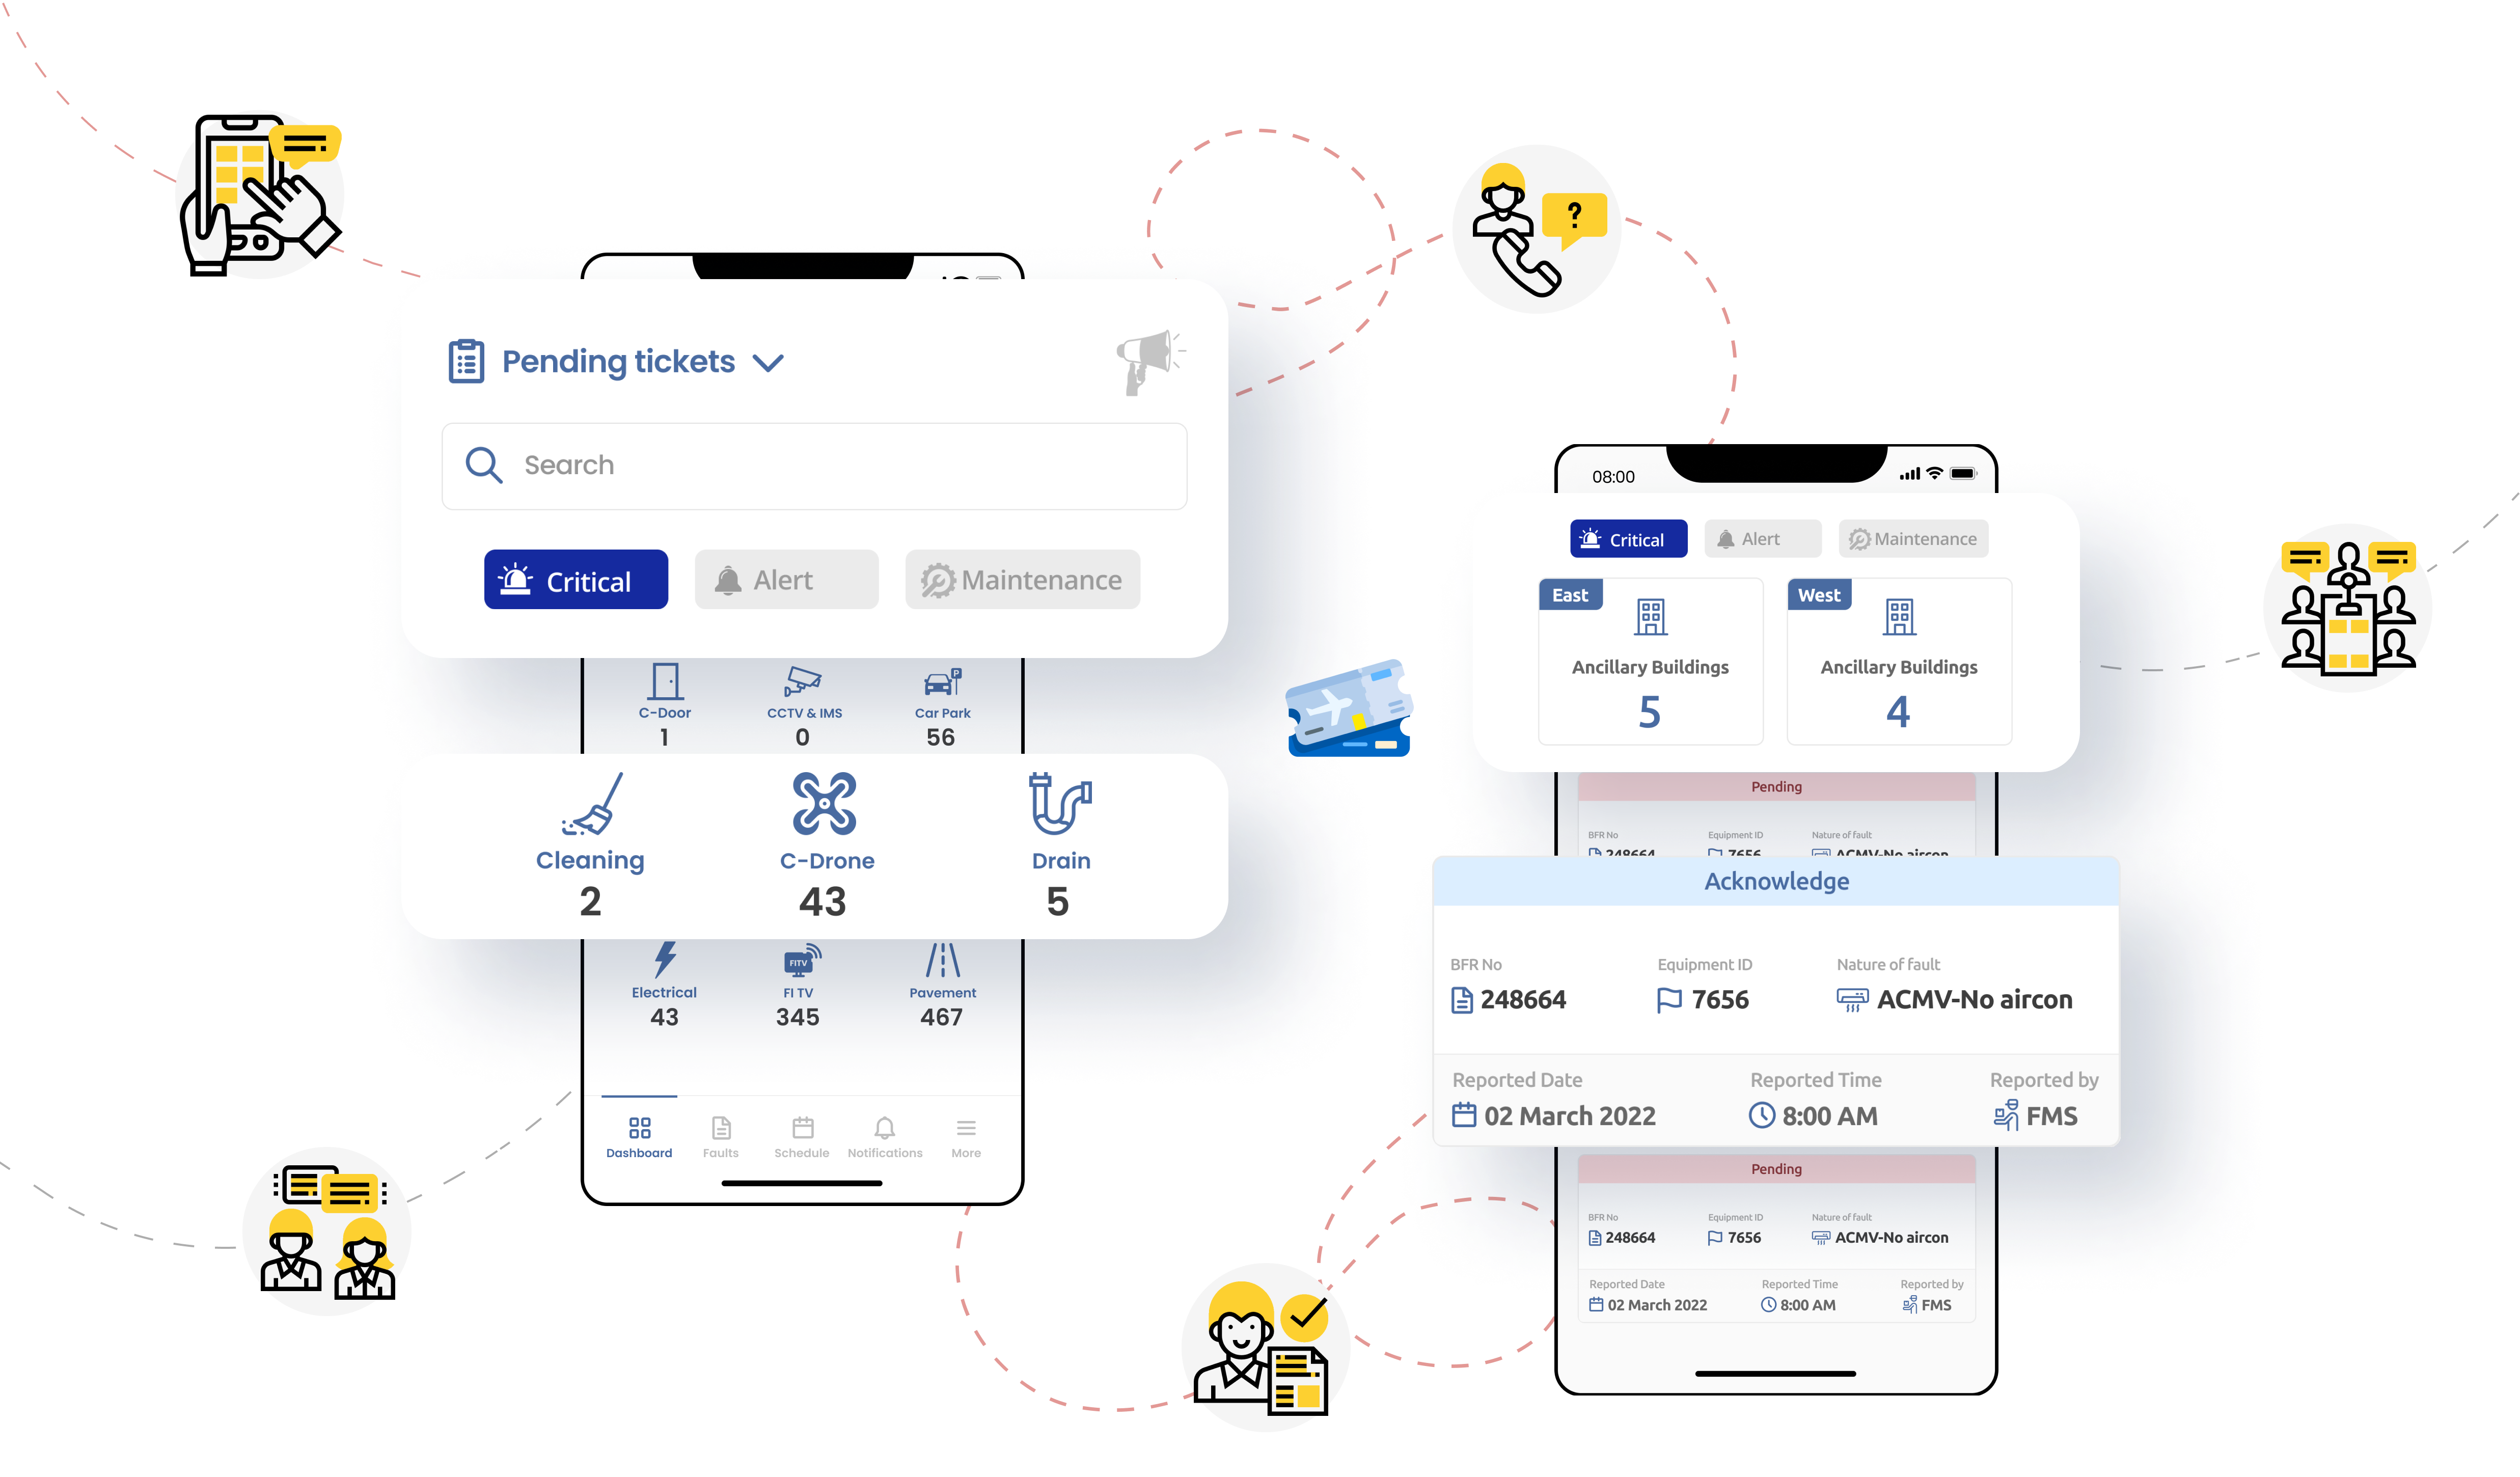 ?
Pending tickets
Search
Critical Alert Maintenance
C-Door CCTV & IMS Car Park
1 0 56
Cleaning C-Drone Drain
2 43 5
FITV
Electrical FI TV Pavement
43 345 467
Dashboard Faults Schedule Notifications More
08:00
Critical Alert Maintenance
East West
Ancillary Buildings Ancillary Buildings
5 4
Pending
BFR No Equipment ID Nature of fault
248664 7656 ACMV-No aircon
Acknowledge
BFR No Equipment ID Nature of fault
248664 7656 ACMV-No aircon
Reported Date Reported Time Reported by
02 March 2022 8:00 AM FMS
Pending
BFR No Equipment ID Nature of fault
248664 7656 ACMV-No aircon
Reported Date Reported Time Reported by
02 March 2022 8:00 AM FMS